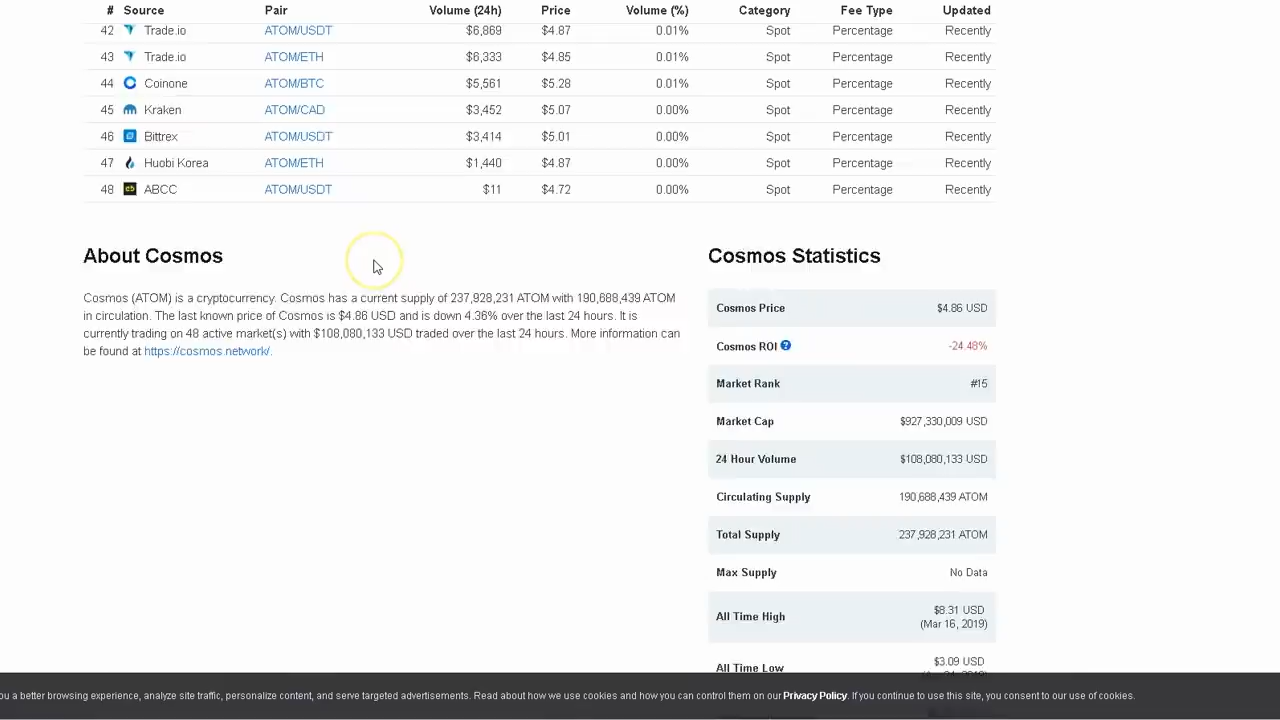 # Source Pair Volume (24h) Price Volume (%) Category Fee Type Updated
42 Trade.io ATOM/USDT $6,869 $4.87 0.01% Spot Percentage Recently
43 Trade.io ATOM/ETH $6,333 $4.85 0.01% Spot Percentage Recently
44 Coinone ATOM/BTC $5,561 $5.28 0.01% Spot Percentage Recently
45 Kraken ATOM/CAD $3,452 $5.07 0.00% Spot Percentage Recently
46 Bittrex ATOM/USDT $3,414 $5.01 0.00% Spot Percentage Recently
47 Huobi Korea ATOM/ETH $1,440 $4.87 0.00% Spot Percentage Recently
48 ABCC ATOM/USDT $11 $4.72 0.00% Spot Percentage Recently
About Cosmos
Cosmos (ATOM) is a cryptocurrency. Cosmos has a current supply of 237,928,231 ATOM with 190,688,439 ATOM
in circulation. The last known price of Cosmos is $4.86 USD and is down 4.36% over the last 24 hours. It is
currently trading on 48 active market(s) with $108,080,133 USD traded over the last 24 hours. More information
can be found at https://cosmos.network/.
Cosmos Statistics
Cosmos Price $4.86 USD
Cosmos ROI ? -24.48%
Market Rank #15
Market Cap $927,330,009 USD
24 Hour Volume $108,080,133 USD
Circulating Supply 190,688,439 ATOM
Total Supply 237,928,231 ATOM
Max Supply No Data
All Time High $8.31 USD
(Mar 16, 2019)
All Time Low $3.09 USD
ou a better browsing experience, analyze site traffic, personalize content, and serve targeted advertisements. Read about how we use cookies and how you can control them on our Privacy Policy. If you continue to use this site, you consent to our use of cookies.